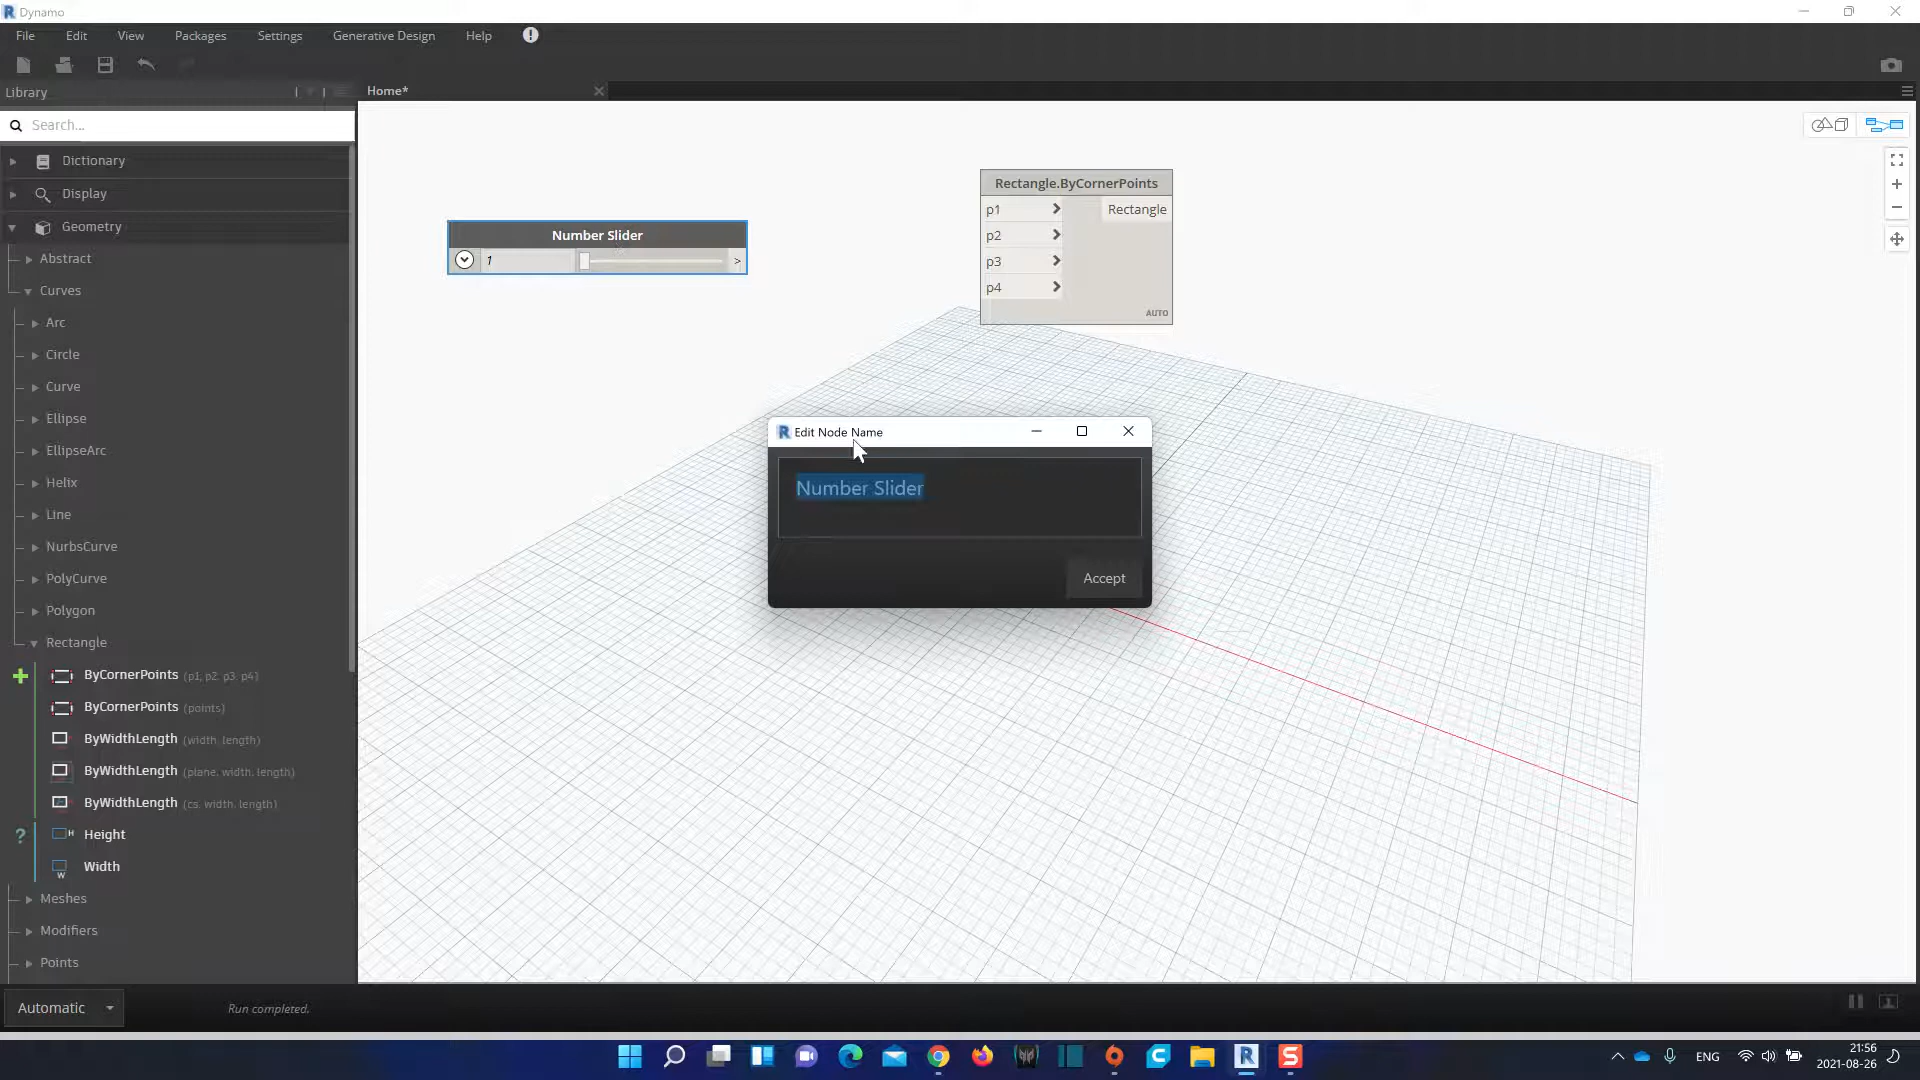 Dynamo
File Edit View Packages Settings Generative Design Help
Library
Home*
Search...
Dictionary
Display
Geometry
Abstract
Curves
Arc
Circle
Curve
Ellipse
EllipseArc
Helix
Line
NurbsCurve
PolyCurve
Polygon
Rectangle
ByCornerPoints (p1, p2, p3, p4)
ByCornerPoints (points)
ByWidthLength (width, length)
ByWidthLength (plane, width, length)
ByWidthLength (cs, width, length)
Height
Width
Meshes
Modifiers
Points
Number Slider
1 >
Rectangle.ByCornerPoints
p1 Rectangle
p2
p3
p4
AUTO
Edit Node Name
Number Slider
Accept
Automatic Run completed.
ENG
21:56
2021-08-26